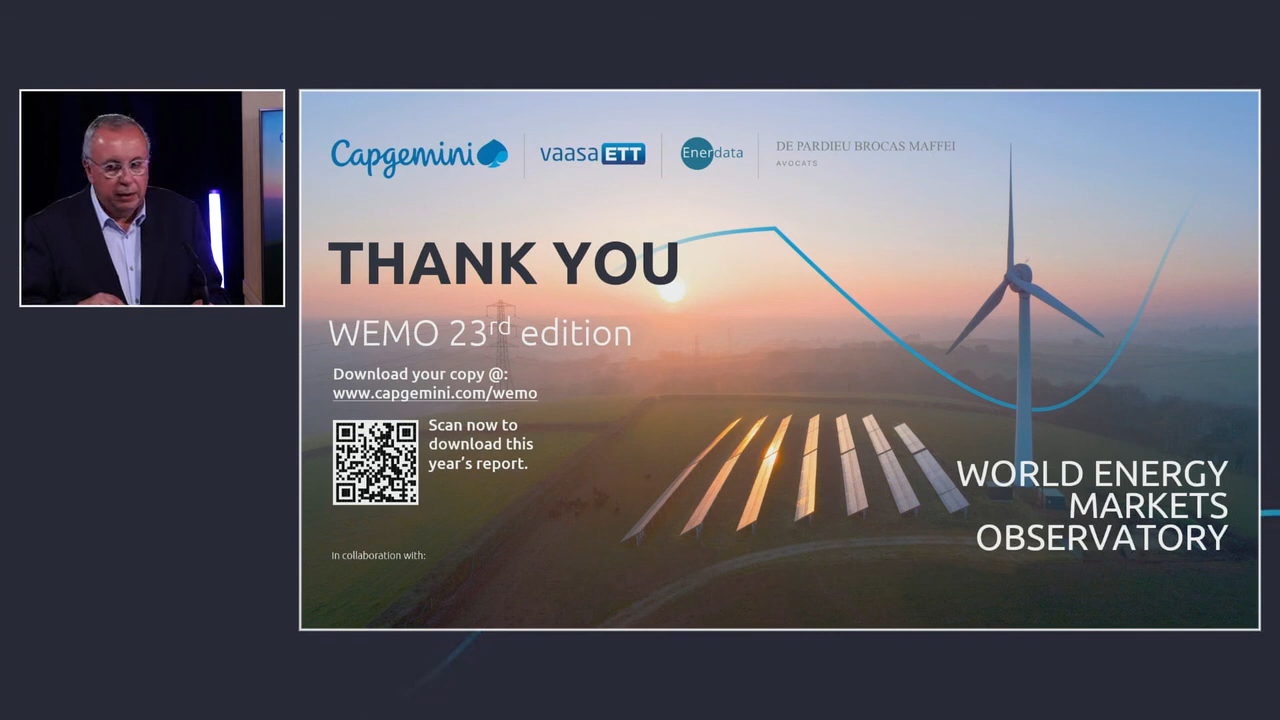 Capgemini
vaasaETT
Enerdata
DE PARDIEU BROCAS MAFFEI
AVOCATS
THANK YOU
WEMO 23rd edition
Download your copy @:
www.capgemini.com/wemo
Scan now to
download this
year's report.
In collaboration with:
WORLD ENERGY
MARKETS
OBSERVATORY